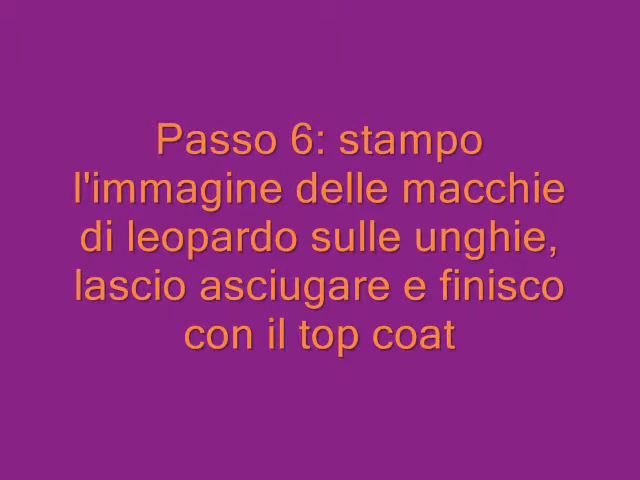 Passo 6: stampo
l'immagine delle macchie
di leopardo sulle unghie,
lascio asciugare e finisco
con il top coat